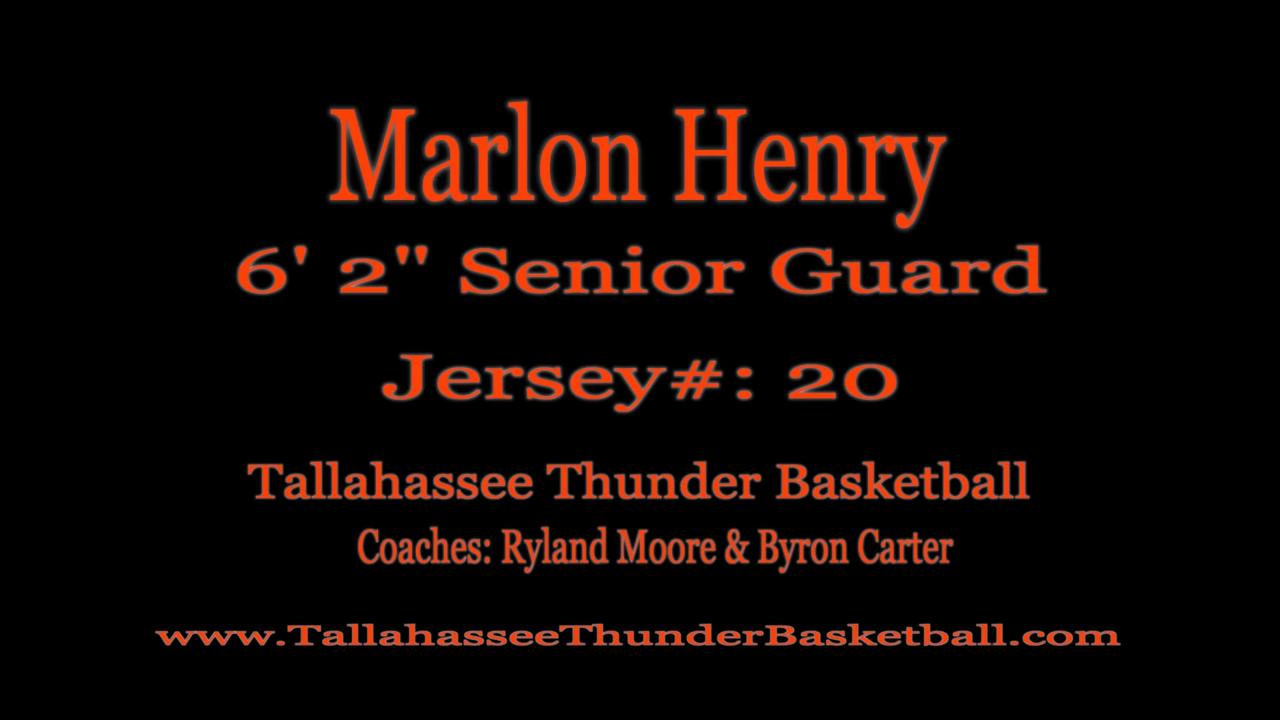 Marlon Henry
6' 2" Senior Guard
Jersey#: 20
Tallahassee Thunder Basketball
Coaches: Ryland Moore & Byron Carter
www.TallahasseeThunderBasketball.com